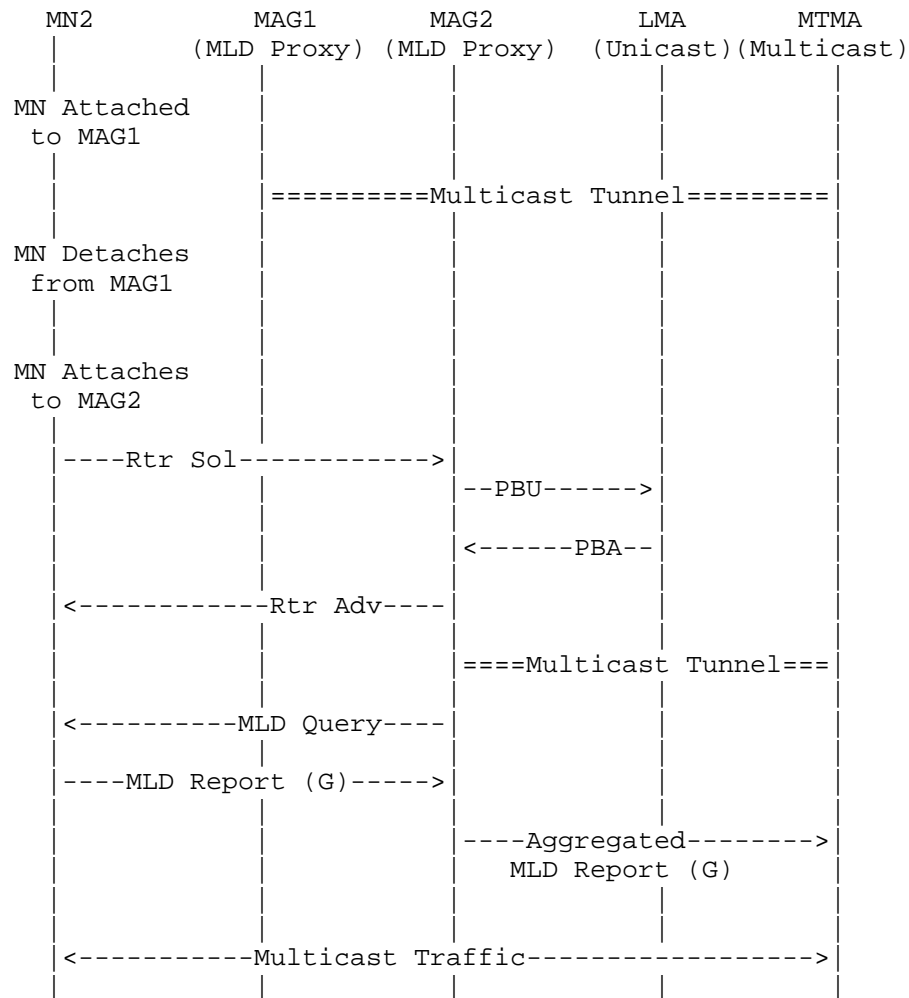 MN2 MAG1 MAG2 LMA MTMA
(MLD Proxy) (MLD Proxy) (Unicast)(Multicast)
MN Attached
to MAG1
==========Multicast Tunnel=========
MN Detaches
from MAG1
MN Attaches
to MAG2
----Rtr Sol------------>
--PBU------>
<------PBA--
<------------Rtr Adv----
====Multicast Tunnel===
<----------MLD Query----
----MLD Report (G)----->
----Aggregated-------->
MLD Report (G)
<-----------Multicast Traffic------------------>